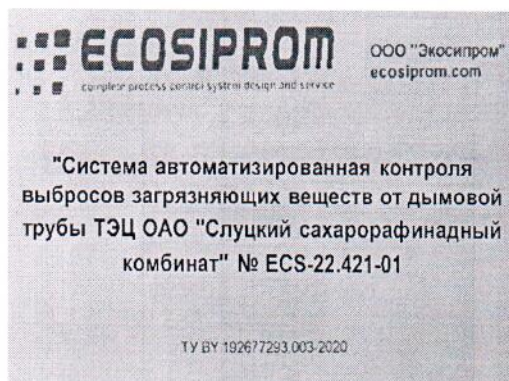 ECOSIPROM
complete process control system design and service
ООО "Экосипром"
ecosiprom.com
"Система автоматизированная контроля
выбросов загрязняющих веществ от дымовой
трубы ТЭЦ ОАО "Слуцкий сахарорафинадный
комбинат" № ECS-22.421-01
ТУ BY 192677293.003-2020